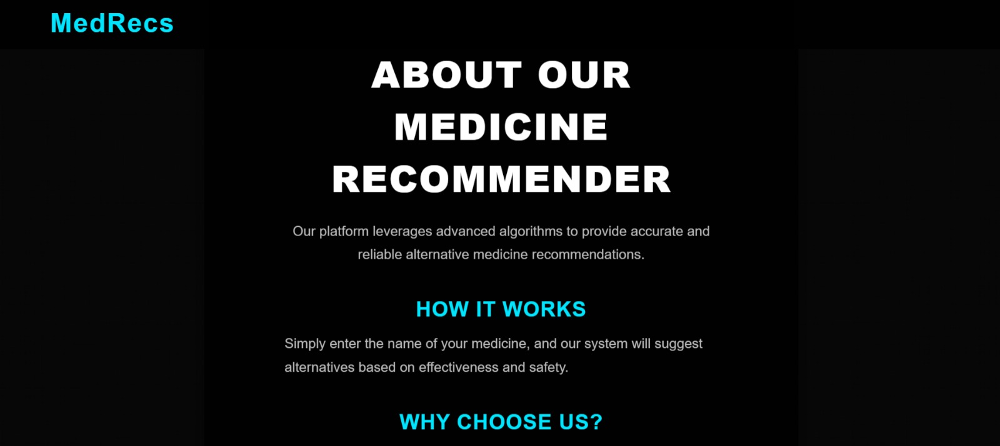 MedRecs
ABOUT OUR
MEDICINE
RECOMMENDER
Our platform leverages advanced algorithms to provide accurate and
reliable alternative medicine recommendations.
HOW IT WORKS
Simply enter the name of your medicine, and our system will suggest
alternatives based on effectiveness and safety.
WHY CHOOSE US?